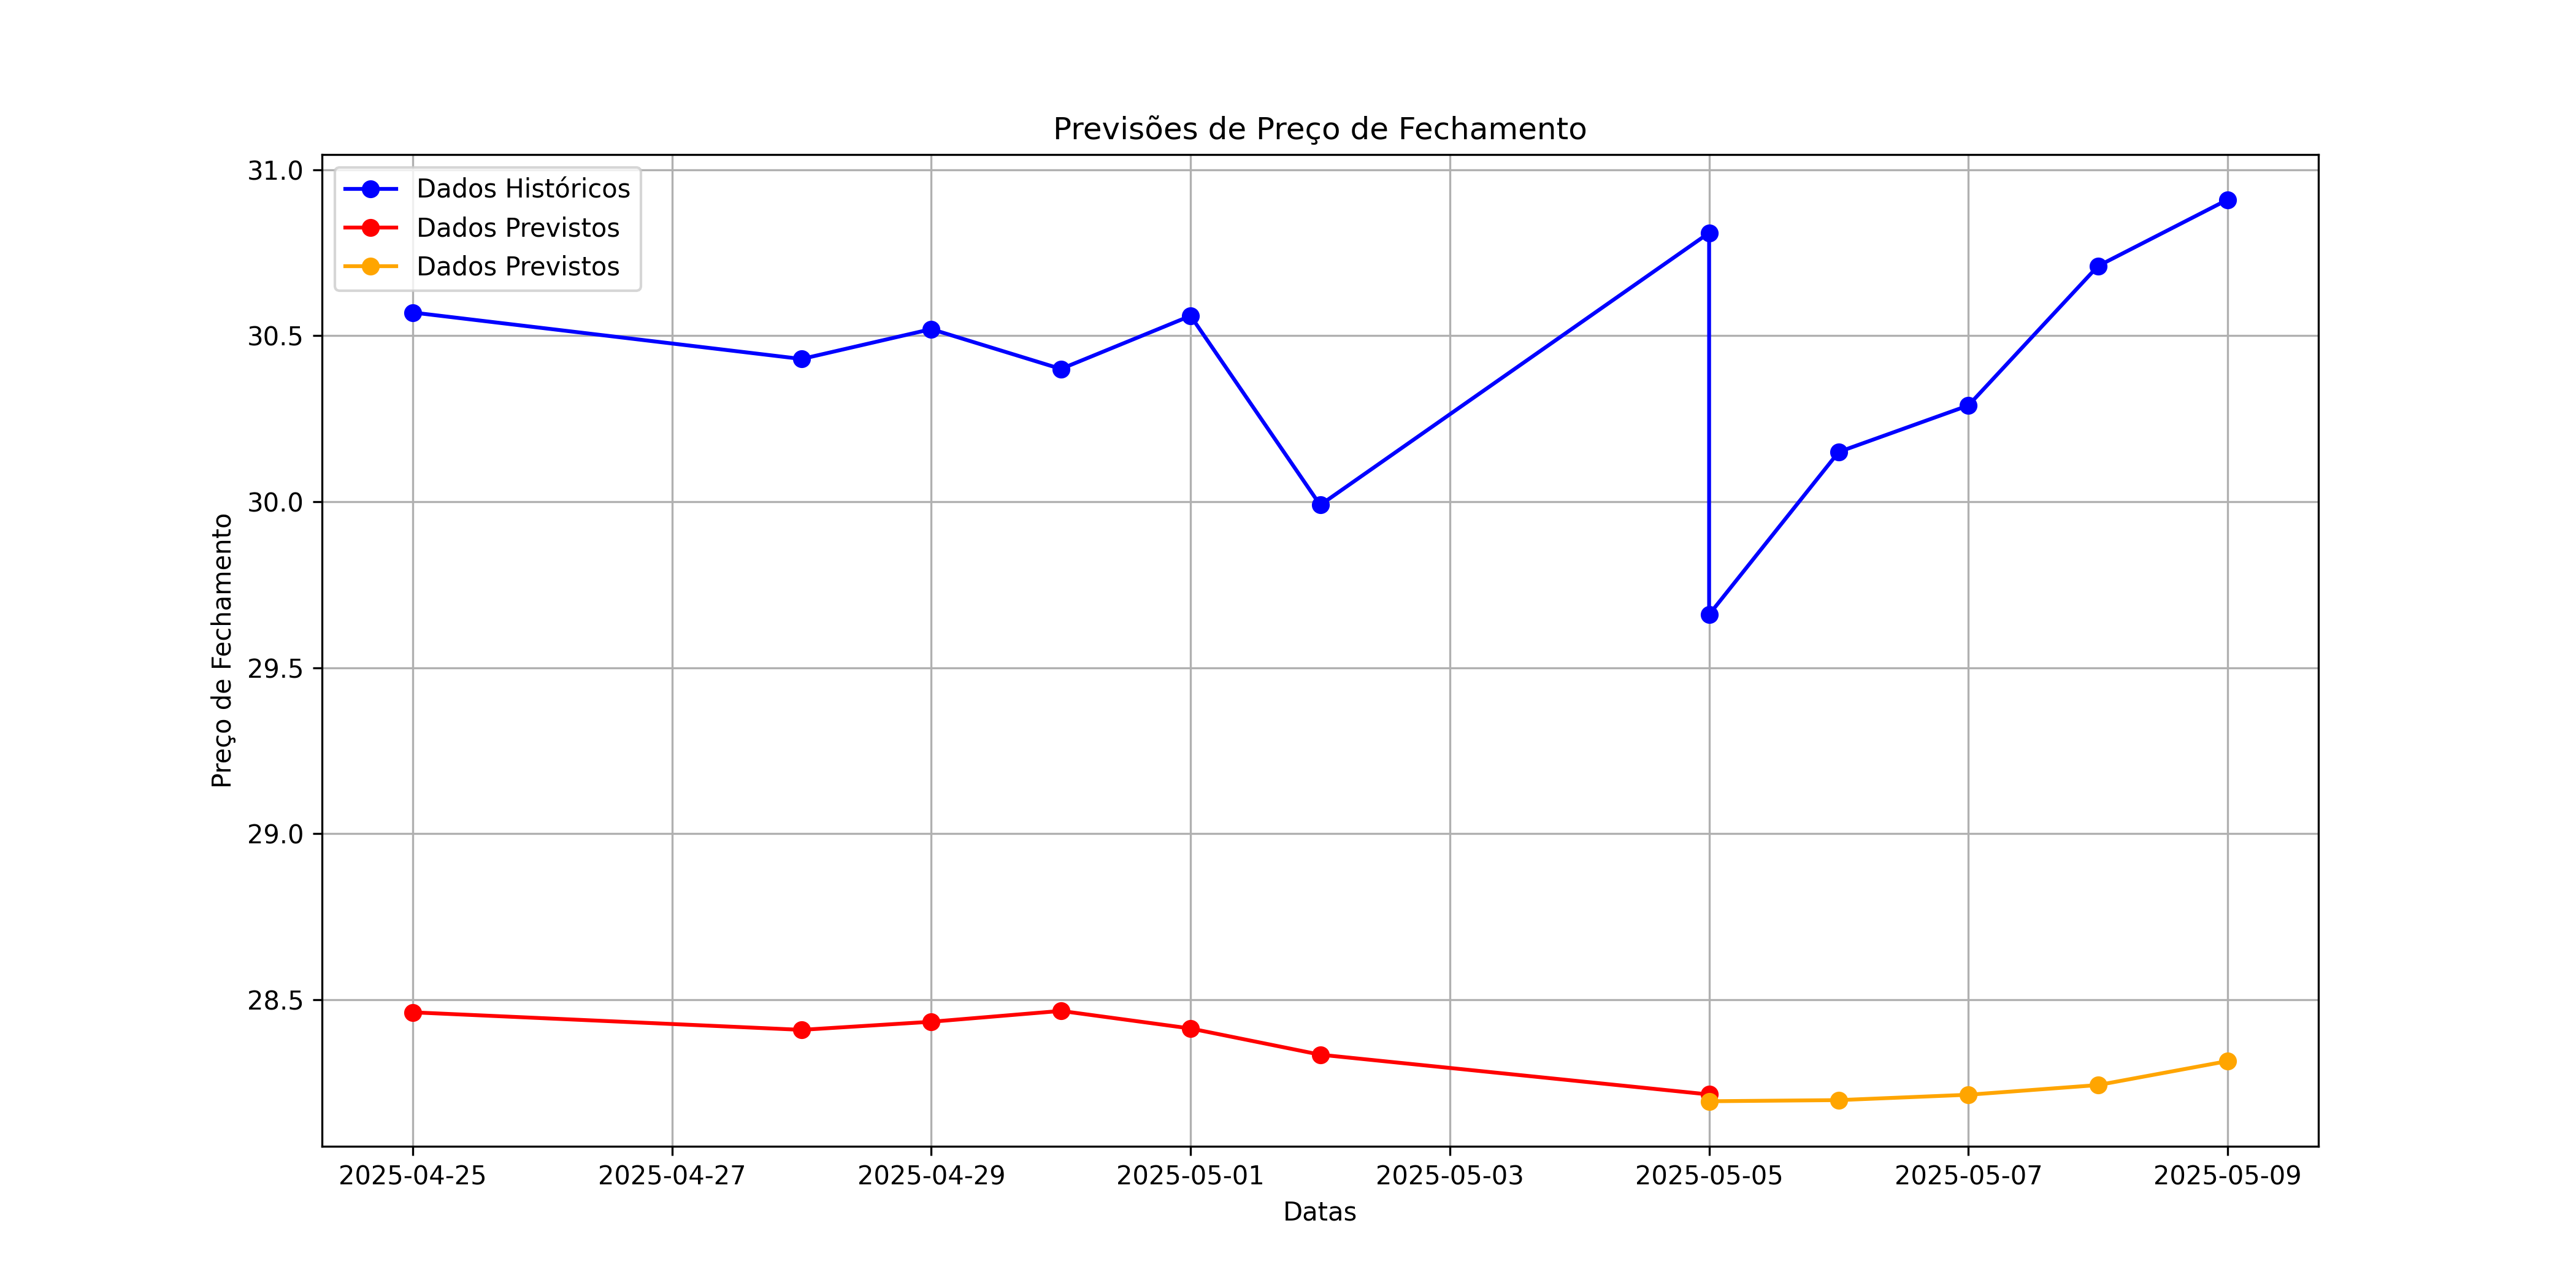 Previsões de Preço de Fechamento
Dados Históricos
Dados Previstos
Dados Previstos
31.0
30.5
30.0
29.5
29.0
28.5
Preço de Fechamento
2025-04-25
2025-04-27
2025-04-29
2025-05-01
2025-05-03
2025-05-05
2025-05-07
2025-05-09
Datas